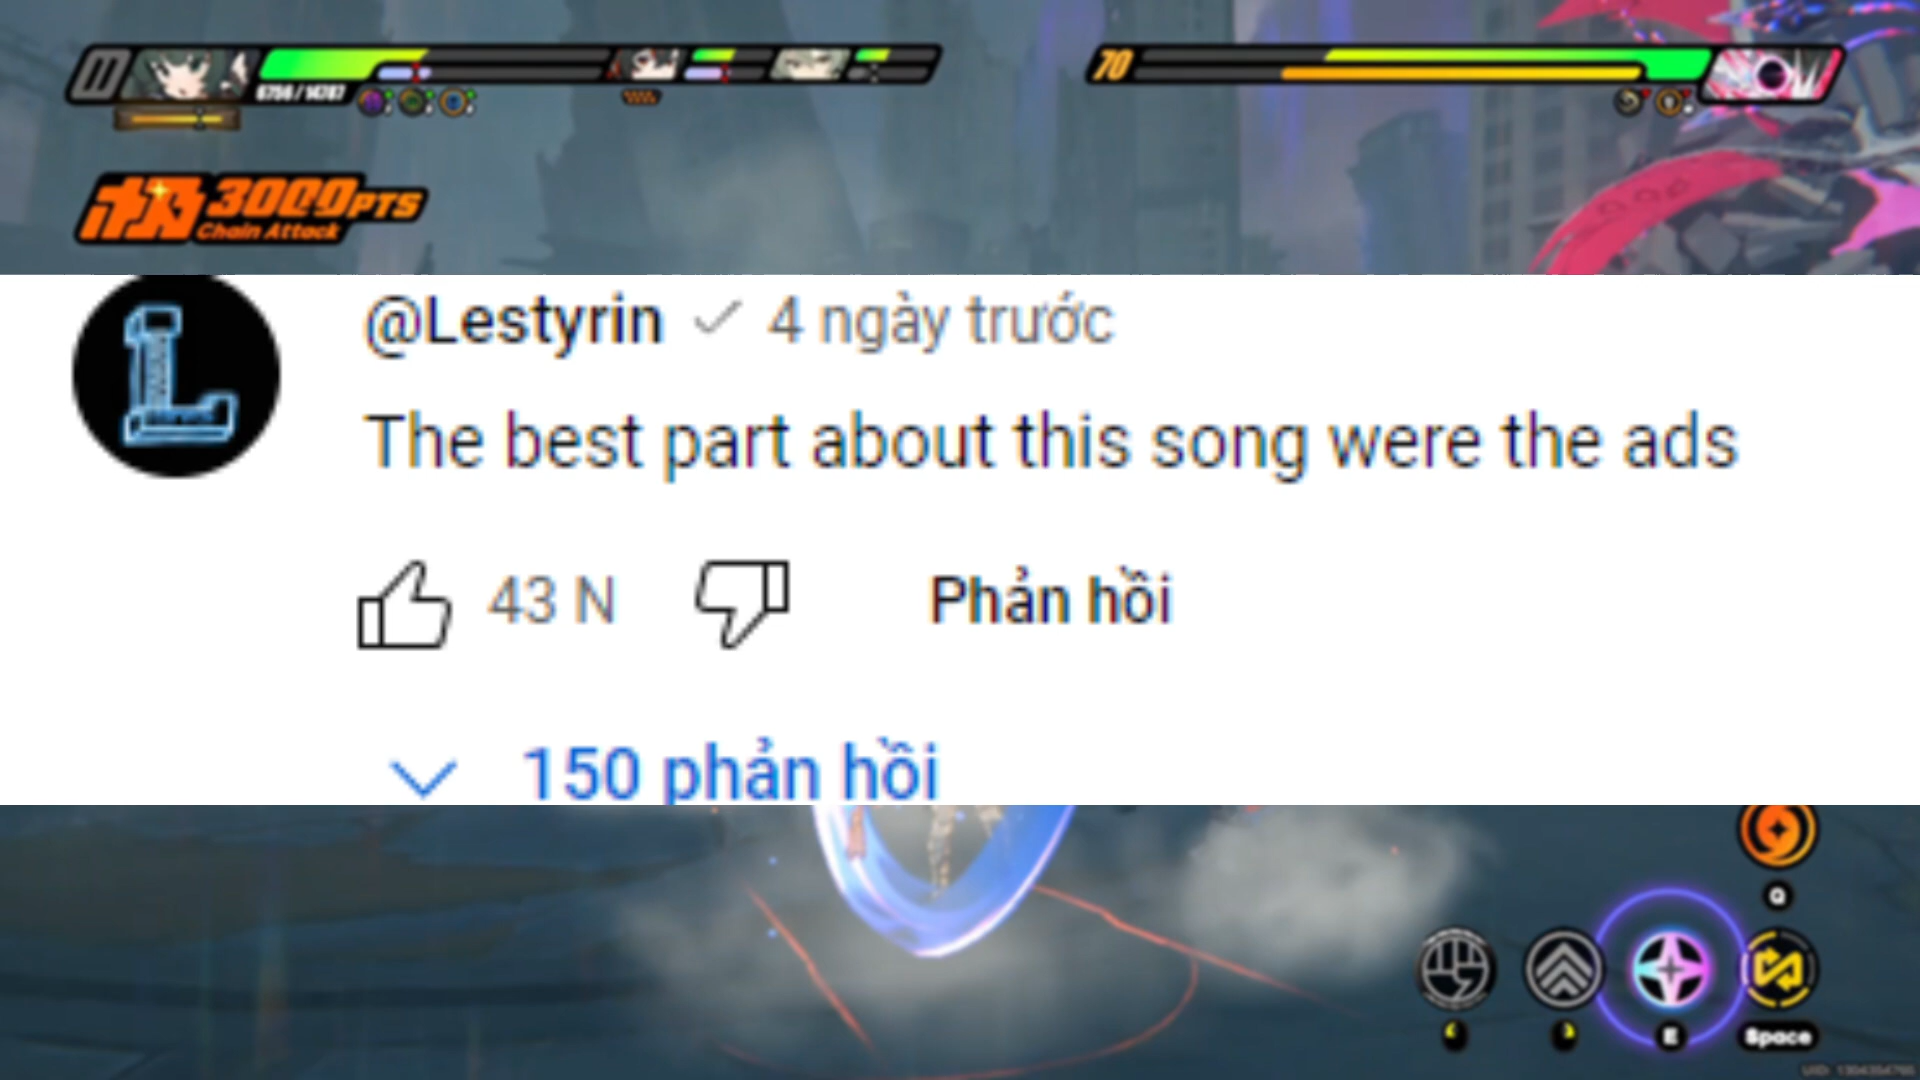 70
3000PTS
Chain Attack
@Lestyrin ✓ 4 ngày trước
The best part about this song were the ads
43 N Phản hồi
150 phản hồi
Q
E
Space